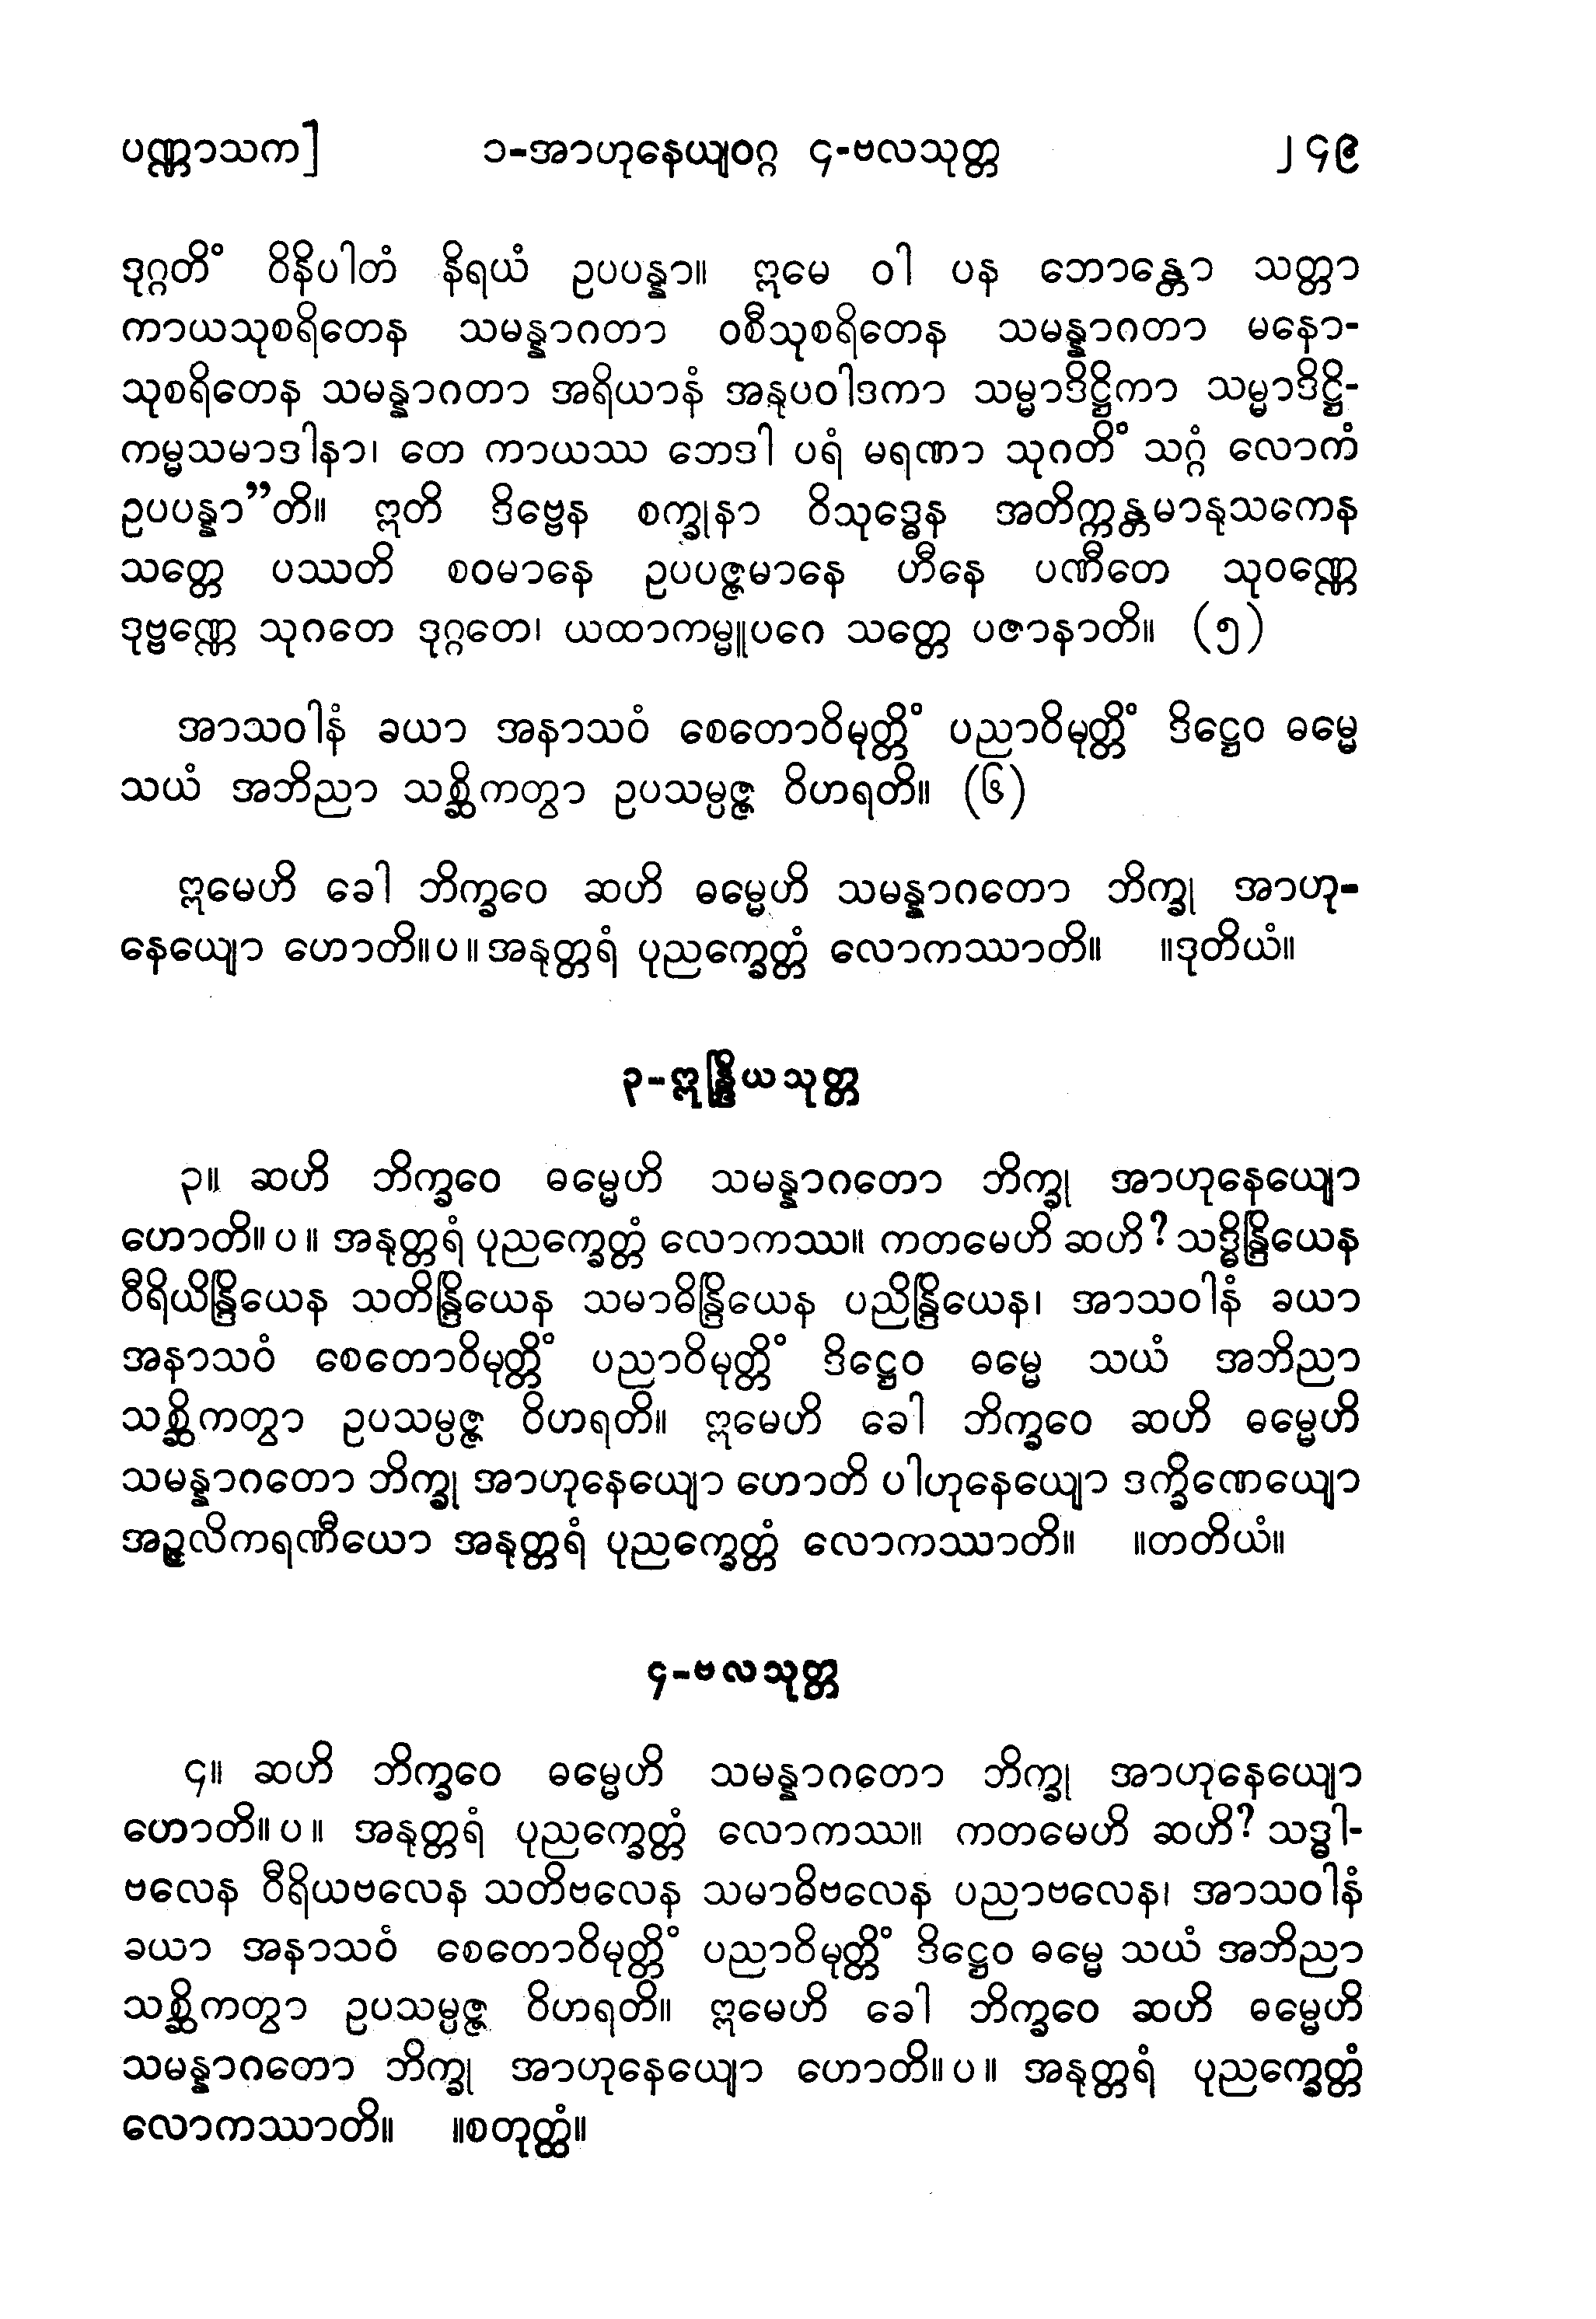 ပဏ္ဏာသက] ၁-အာဟုနေယျဝဂ္ဂ ၄-ဗလသုတ္တ ၂၄၉
ဒုဂ္ဂတိံ ဝိနိပါတံ နိရယံ ဥပပန္နာ။ ဣမေ ဝါ ပန ဘောန္တော သတ္တာ
ကာယသုစရိတေန သမန္နာဂတာ ဝစီသုစရိတေန သမန္နာဂတာ မနော-
သုစရိတေန သမန္နာဂတာ အရိယာနံ အနုပဝါဒကာ သမ္မာဒိဋ္ဌိကာ သမ္မာဒိဋ္ဌိ-
ကမ္မသမာဒါနာ၊ တေ ကာယဿ ဘေဒါ ပရံ မရဏာ သုဂတိံ သဂ္ဂံ လောကံ
ဥပပန္နာ”တိ။ ဣတိ ဒိဗ္ဗေန စက္ခုနာ ဝိသုဒ္ဓေန အတိက္ကန္တမာနုသကေန
သတ္တေ ပဿတိ စဝမာနေ ဥပပဇ္ဇမာနေ ဟီနေ ပဏီတေ သုဝဏ္ဏေ
ဒုဗ္ဗဏ္ဏေ သုဂတေ ဒုဂ္ဂတေ၊ ယထာကမ္မူပဂေ သတ္တေ ပဇာနာတိ။ (၅)
အာသဝါနံ ခယာ အနာသဝံ စေတောဝိမုတ္တိံ ပညာဝိမုတ္တိံ ဒိဋ္ဌေဝ ဓမ္မေ
သယံ အဘိညာ သစ္ဆိကတွာ ဥပသမ္ပဇ္ဇ ဝိဟရတိ။ (၆)
ဣမေဟိ ခေါ ဘိက္ခဝေ ဆဟိ ဓမ္မေဟိ သမန္နာဂတော ဘိက္ခု အာဟု-
နေယျော ဟောတိ။ပ။အနုတ္တရံ ပုညက္ခေတ္တံ လောကဿာတိ။ ။ဒုတိယံ။
၃-ဣန္ဒြိယသုတ္တ
၃။ ဆဟိ ဘိက္ခဝေ ဓမ္မေဟိ သမန္နာဂတော ဘိက္ခု အာဟုနေယျော
ဟောတိ။ပ။ အနုတ္တရံ ပုညက္ခေတ္တံ လောကဿ။ ကတမေဟိ ဆဟိ? သဒ္ဓိန္ဒြိယေန
ဝီရိယိန္ဒြိယေန သတိန္ဒြိယေန သမာဓိန္ဒြိယေန ပညိန္ဒြိယေန၊ အာသဝါနံ ခယာ
အနာသဝံ စေတောဝိမုတ္တိံ ပညာဝိမုတ္တိံ ဒိဋ္ဌေဝ ဓမ္မေ သယံ အဘိညာ
သစ္ဆိကတွာ ဥပသမ္ပဇ္ဇ ဝိဟရတိ။ ဣမေဟိ ခေါ ဘိက္ခဝေ ဆဟိ ဓမ္မေဟိ
သမန္နာဂတော ဘိက္ခု အာဟုနေယျော ဟောတိ ပါဟုနေယျော ဒက္ခိဏေယျော
အဉ္ဇလိကရဏီယော အနုတ္တရံ ပုညက္ခေတ္တံ လောကဿာတိ။ ။တတိယံ။
၄-ဗလသုတ္တ
၄။ ဆဟိ ဘိက္ခဝေ ဓမ္မေဟိ သမန္နာဂတော ဘိက္ခု အာဟုနေယျော
ဟောတိ။ပ။ အနုတ္တရံ ပုညက္ခေတ္တံ လောကဿ။ ကတမေဟိ ဆဟိ? သဒ္ဓါ-
ဗလေန ဝီရိယဗလေန သတိဗလေန သမာဓိဗလေန ပညာဗလေန၊ အာသဝါနံ
ခယာ အနာသဝံ စေတောဝိမုတ္တိံ ပညာဝိမုတ္တိံ ဒိဋ္ဌေဝ ဓမ္မေ သယံ အဘိညာ
သစ္ဆိကတွာ ဥပသမ္ပဇ္ဇ ဝိဟရတိ။ ဣမေဟိ ခေါ ဘိက္ခဝေ ဆဟိ ဓမ္မေဟိ
သမန္နာဂတော ဘိက္ခု အာဟုနေယျော ဟောတိ။ပ။ အနုတ္တရံ ပုညက္ခေတ္တံ
လောကဿာတိ။ ။စတုတ္ထံ။